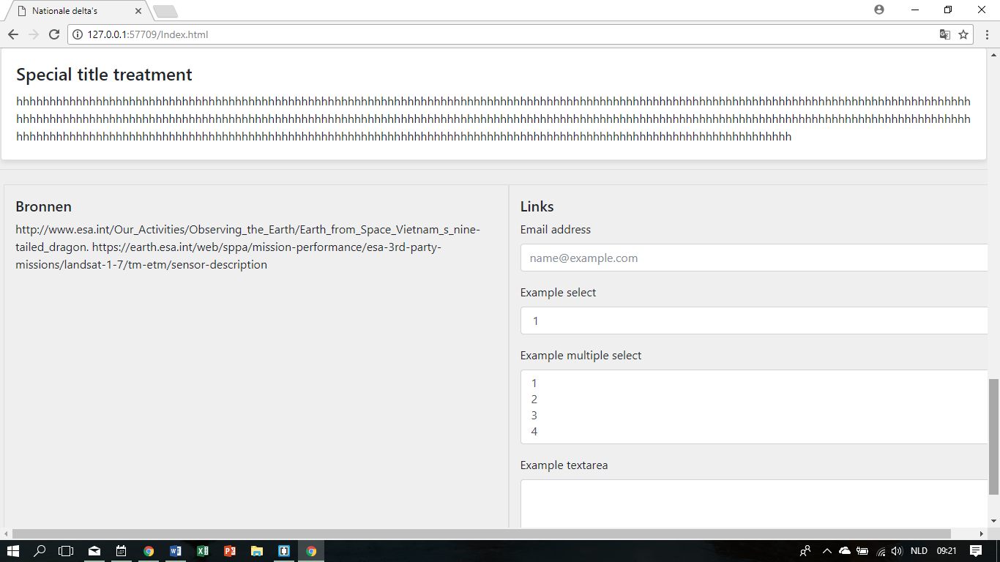 Nationale delta's
127.0.0.1:57709/Index.html
Special title treatment
hhhhhhhhhhhhhhhhhhhhhhhhhhhhhhhhhhhhhhhhhhhhhhhhhhhhhhhhhhhhhhhhhhhhhhhhhhhhhhhhhhhhhhhhhhhhhhhhhhhhhhhhhhhhhhhhhhhhhhhhhhhhhhhhhhhhhhhhhhhhhhhh
hhhhhhhhhhhhhhhhhhhhhhhhhhhhhhhhhhhhhhhhhhhhhhhhhhhhhhhhhhhhhhhhhhhhhhhhhhhhhhhhhhhhhhhhhhhhhhhhhhhhhhhhhhhhhhhhhhhhhhhhhhhhhhhhhhhhhhhhhhhhhhhh
hhhhhhhhhhhhhhhhhhhhhhhhhhhhhhhhhhhhhhhhhhhhhhhhhhhhhhhhhhhhhhhhhhhhhhhhhhhhhhhhhhhhhhhhhhhhhhhhhhhhhhhhhhhhhhhhhhhhh
Bronnen
http://www.esa.int/Our_Activities/Observing_the_Earth/Earth_from_Space_Vietnam_s_nine-
tailed_dragon. https://earth.esa.int/web/sppa/mission-performance/esa-3rd-party-
missions/landsat-1-7/tm-etm/sensor-description
Links
Email address
name@example.com
Example select
1
Example multiple select
1
2
3
4
Example textarea
NLD
09:21